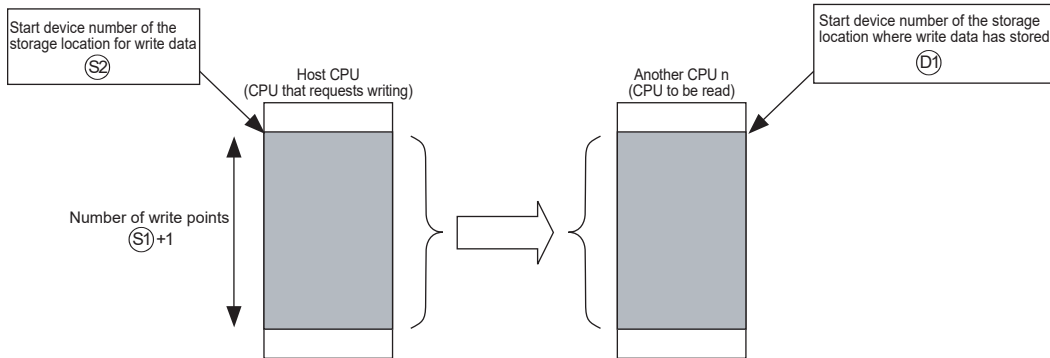 Start device number of the
storage location for write data
S2
Start device number of the storage
location where write data has stored
D1
Host CPU
(CPU that requests writing)
Another CPU n
(CPU to be read)
Number of write points
S1+1